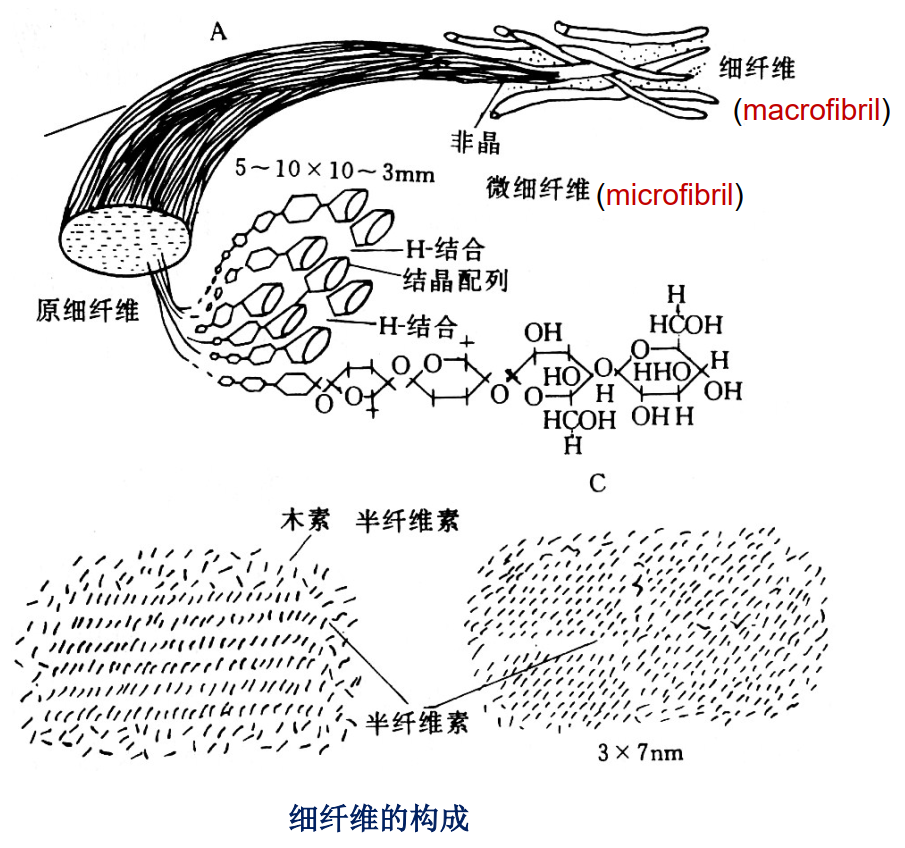 A
细纤维
(macrofibril)
非晶
5～10×10～3mm
微细纤维(microfibril)
H-结合
结晶配列
原细纤维
H-结合
H
HCOH
OH
O
O
O
H
HO
O
HHO
O
O
O
O
H
OH
HCOH
OH H
H
C
木素 半纤维素
半纤维素
3×7nm
细纤维的构成